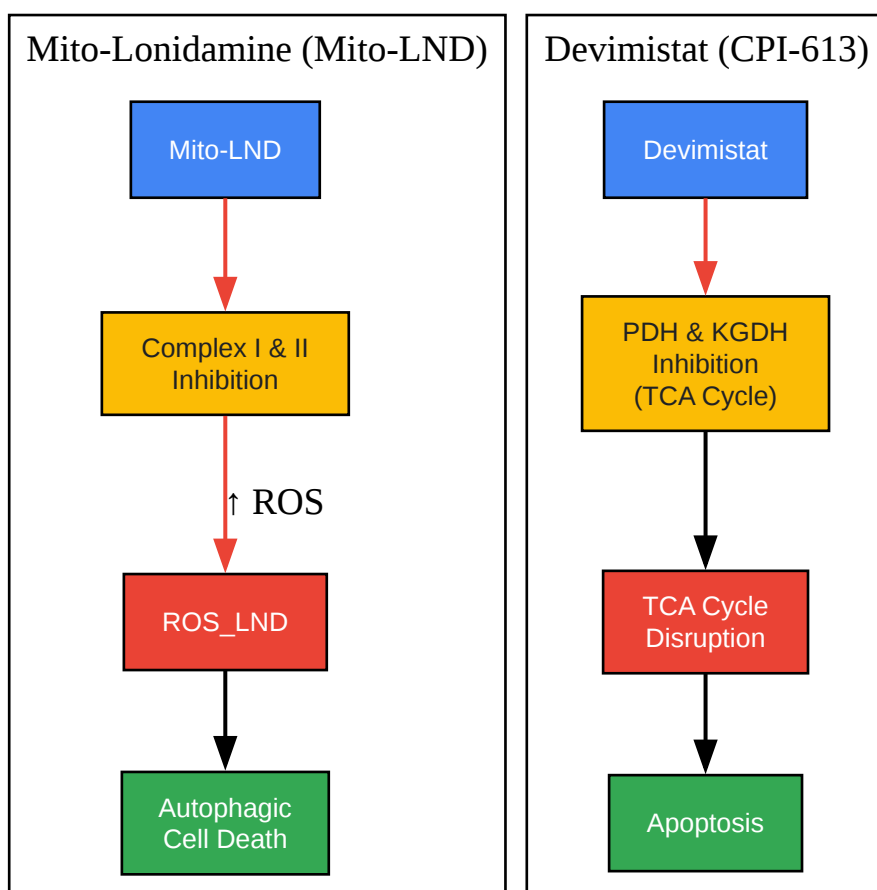 Mito-Lonidamine (Mito-LND)
Mito-LND
Complex I & II
Inhibition
↑ ROS
ROS_LND
Autophagic
Cell Death
Devimistat (CPI-613)
Devimistat
PDH & KGDH
Inhibition
(TCA Cycle)
TCA Cycle
Disruption
Apoptosis